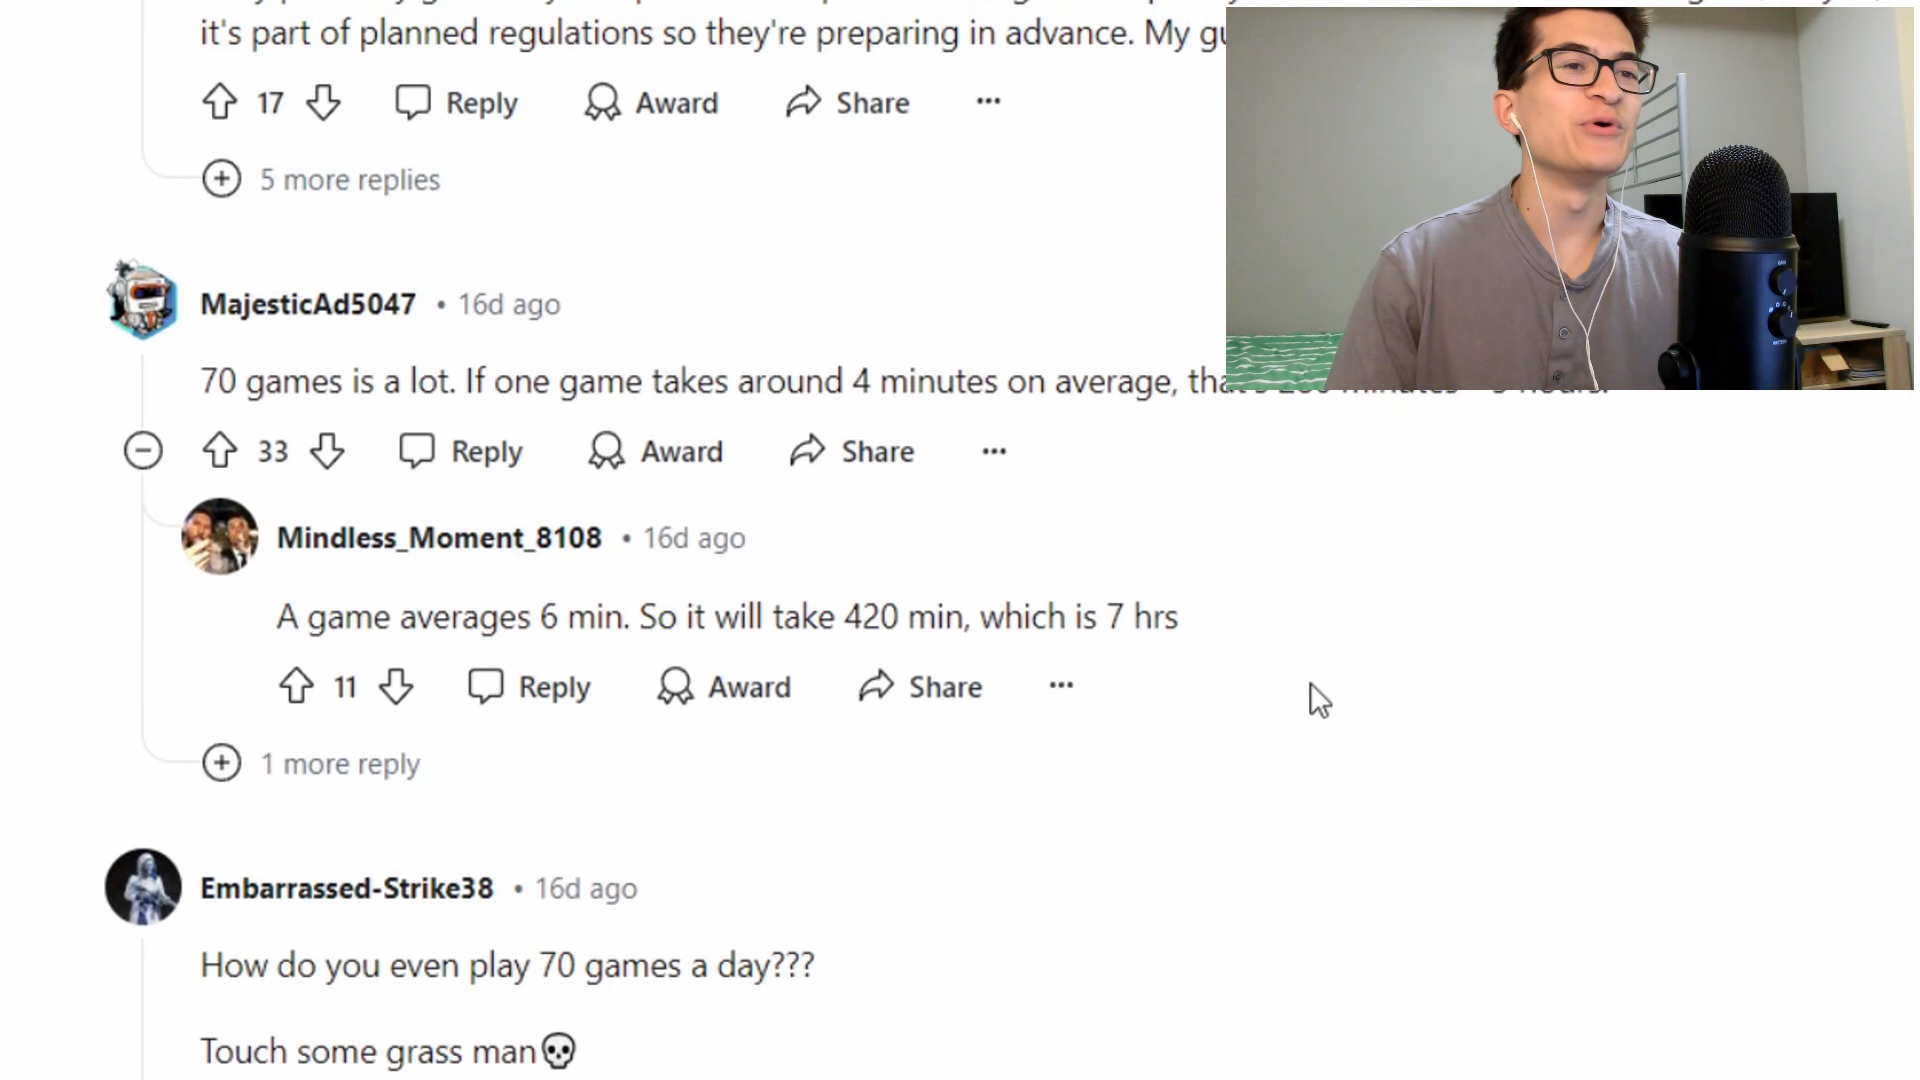 it's part of planned regulations so they're preparing in advance. My gu
17 Reply Award Share ...
5 more replies
MajesticAd5047 • 16d ago
70 games is a lot. If one game takes around 4 minutes on average,
33 Reply Award Share ...
Mindless_Moment_8108 • 16d ago
A game averages 6 min. So it will take 420 min, which is 7 hrs
11 Reply Award Share ...
1 more reply
Embarrassed-Strike38 • 16d ago
How do you even play 70 games a day???
Touch some grass man💀